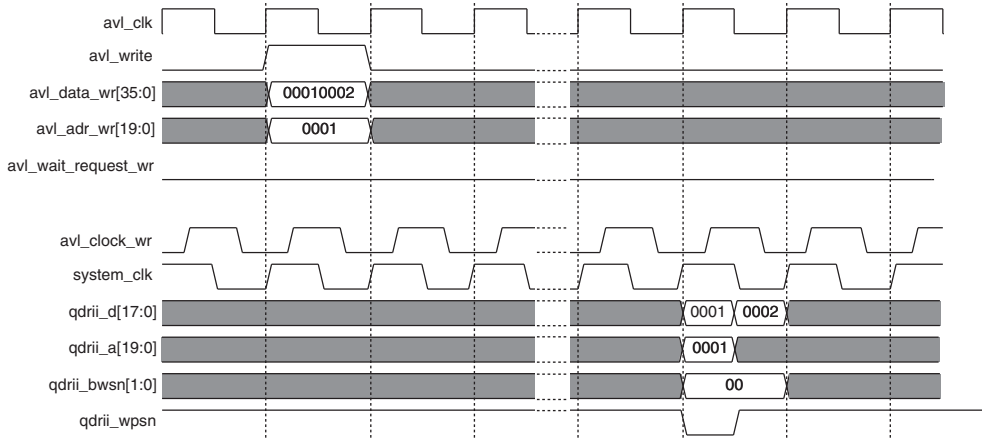 avl_clk
avl_write
avl_data_wr[35:0] 00010002
avl_adr_wr[19:0] 0001
avl_wait_request_wr
avl_clock_wr
system_clk
qdrii_d[17:0] 0001 0002
qdrii_a[19:0] 0001
qdrii_bwsn[1:0] 00
qdrii_wpsn